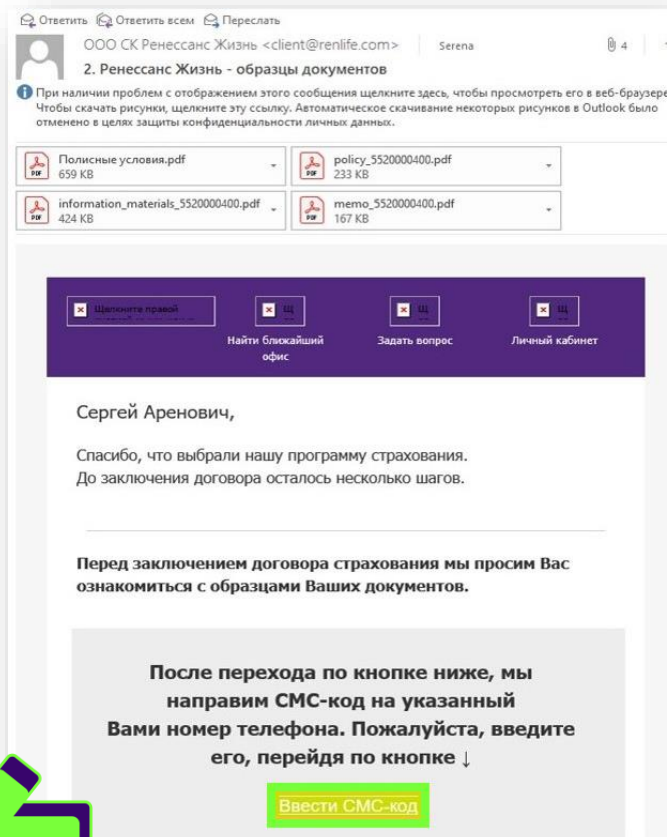 Ответить Ответить всем Переслать
ООО СК Ренессанс Жизнь <client@renlife.com> Serena 4
2. Ренессанс Жизнь - образцы документов
При наличии проблем с отображением этого сообщения щелкните здесь, чтобы просмотреть его в веб-браузере
Чтобы скачать рисунки, щелкните эту ссылку. Автоматическое скачивание некоторых рисунков в Outlook было
отменено в целях защиты конфиденциальности личных данных.
PDF Полисные условия.pdf
659 KB
PDF policy_5520000400.pdf
233 KB
PDF information_materials_5520000400.pdf
424 KB
PDF memo_5520000400.pdf
167 KB
Щелкните правой
Щ
Щ
Щ
Найти ближайший
офис
Задать вопрос
Личный кабинет
Сергей Аренович,
Спасибо, что выбрали нашу программу страхования.
До заключения договора осталось несколько шагов.
Перед заключением договора страхования мы просим Вас
ознакомиться с образцами Ваших документов.
После перехода по кнопке ниже, мы
направим СМС-код на указанный
Вами номер телефона. Пожалуйста, введите
его, перейдя по кнопке ↓
Ввести СМС-код